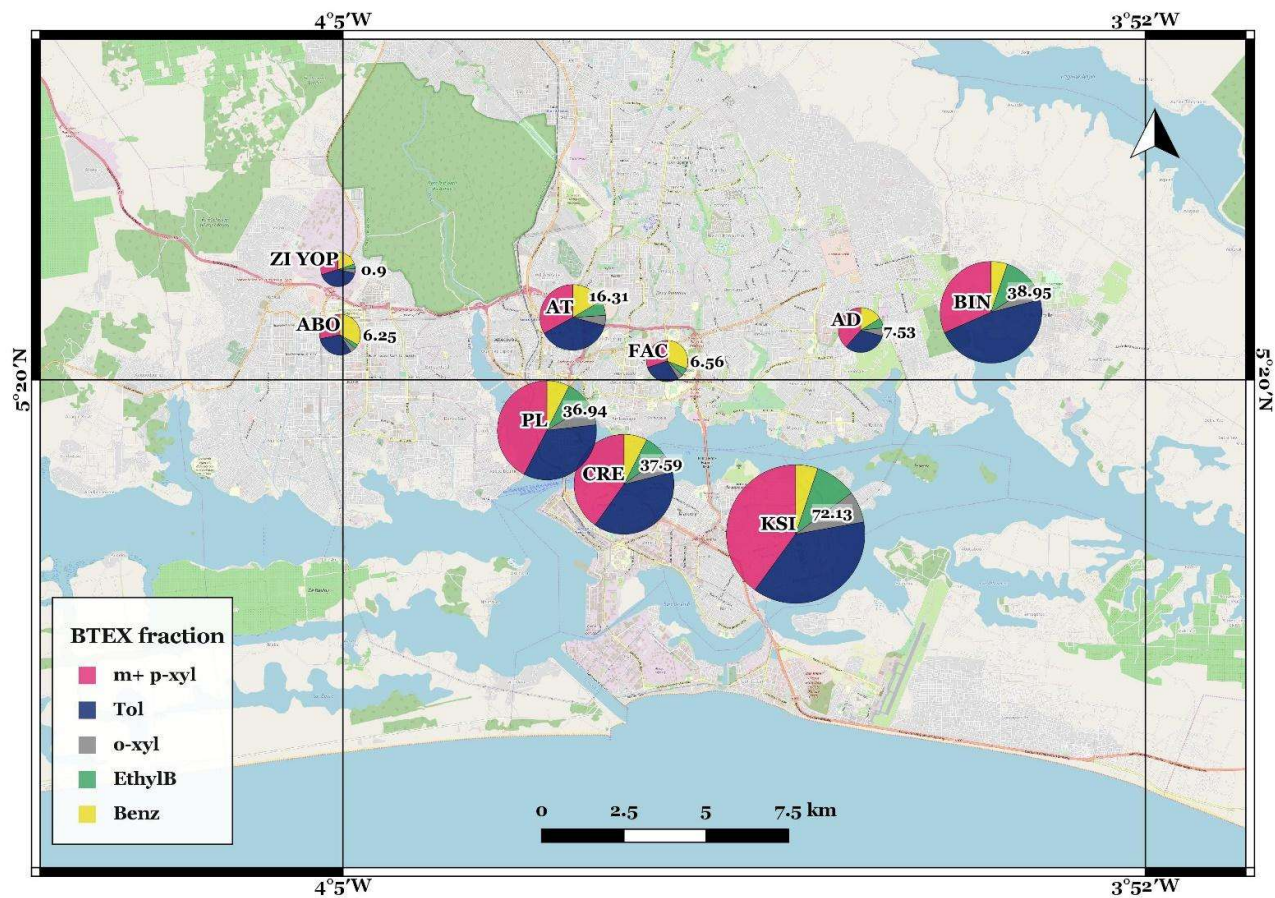 4°5'W 3°52'W
ZI YOP 0.9
BIN 38.95
AT 16.31
ABO 6.25
AD 7.53
FAC 6.56
5°20'N 5°20'N
PL 36.94
CRE 37.59
KSI 72.13
BTEX fraction
m+ p-xyl
Tol
o-xyl
EthylB
Benz
0 2.5 5 7.5 km
4°5'W 3°52'W